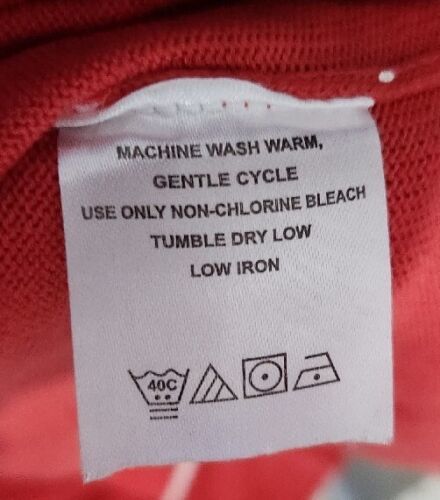 MACHINE WASH WARM,
GENTLE CYCLE
USE ONLY NON-CHLORINE BLEACH
TUMBLE DRY LOW
LOW IRON
40C